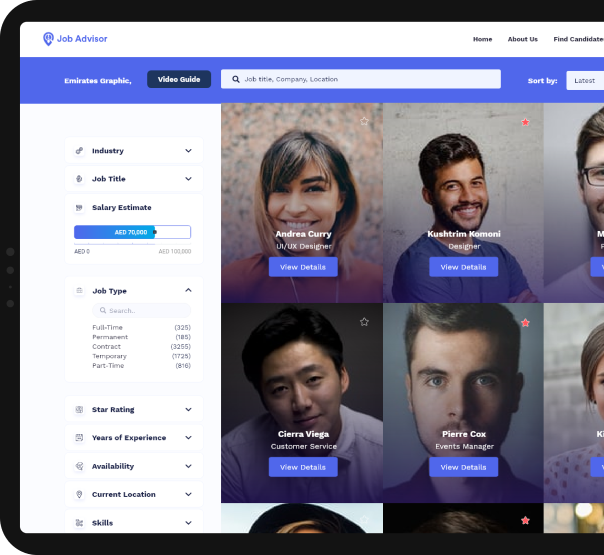 Job Advisor
Home About Us Find Candidate
Emirates Graphic, Video Guide Job title, Company, Location Sort by: Latest
Industry
Job Title
Salary Estimate
AED 70,000
AED 0 AED 100,000
Job Type
Search..
Full-Time (325)
Permanent (185)
Contract (3255)
Temporary (1725)
Part-Time (816)
Star Rating
Years of Experience
Availability
Current Location
Skills
Andrea Curry
UI/UX Designer
View Details
Kushtrim Komoni
Designer
View Details
Cierra Viega
Customer Service
View Details
Pierre Cox
Events Manager
View Details